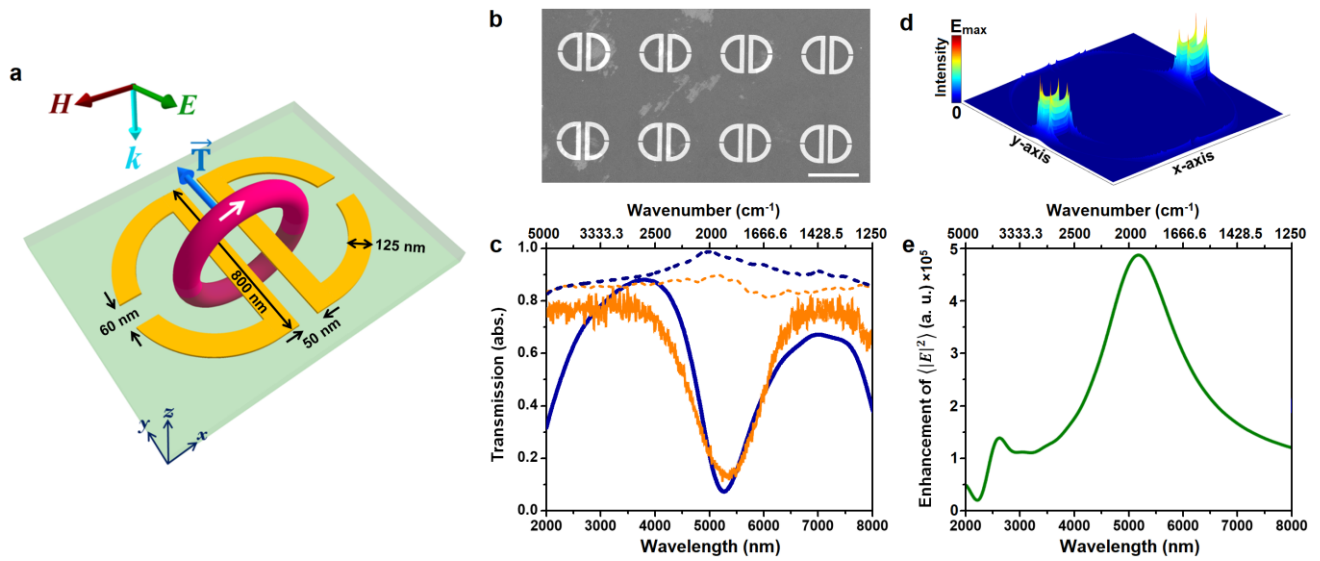 a
H
E
k
T
125 nm
800 nm
60 nm
50 nm
y
z
x
b
d
Emax
Intensity
0
y-axis
x-axis
Wavenumber (cm⁻¹)
5000 3333.3 2500 2000 1666.6 1428.5 1250
c
Transmission (abs.)
1.0
0.8
0.6
0.4
0.2
0.0
2000 3000 4000 5000 6000 7000 8000
Wavelength (nm)
Wavenumber (cm⁻¹)
5000 3333.3 2500 2000 1666.6 1428.5 1250
e
Enhancement of ⟨|E|²⟩ (a. u.) ×10⁵
5
4
3
2
1
0
2000 3000 4000 5000 6000 7000 8000
Wavelength (nm)